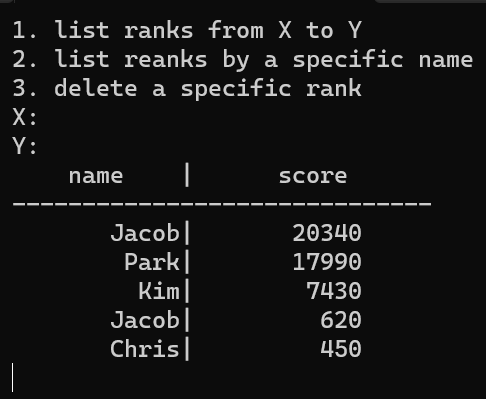 1. list ranks from X to Y
2. list reanks by a specific name
3. delete a specific rank
X:
Y:
name | score
------------------------------
Jacob| 20340
Park| 17990
Kim| 7430
Jacob| 620
Chris| 450